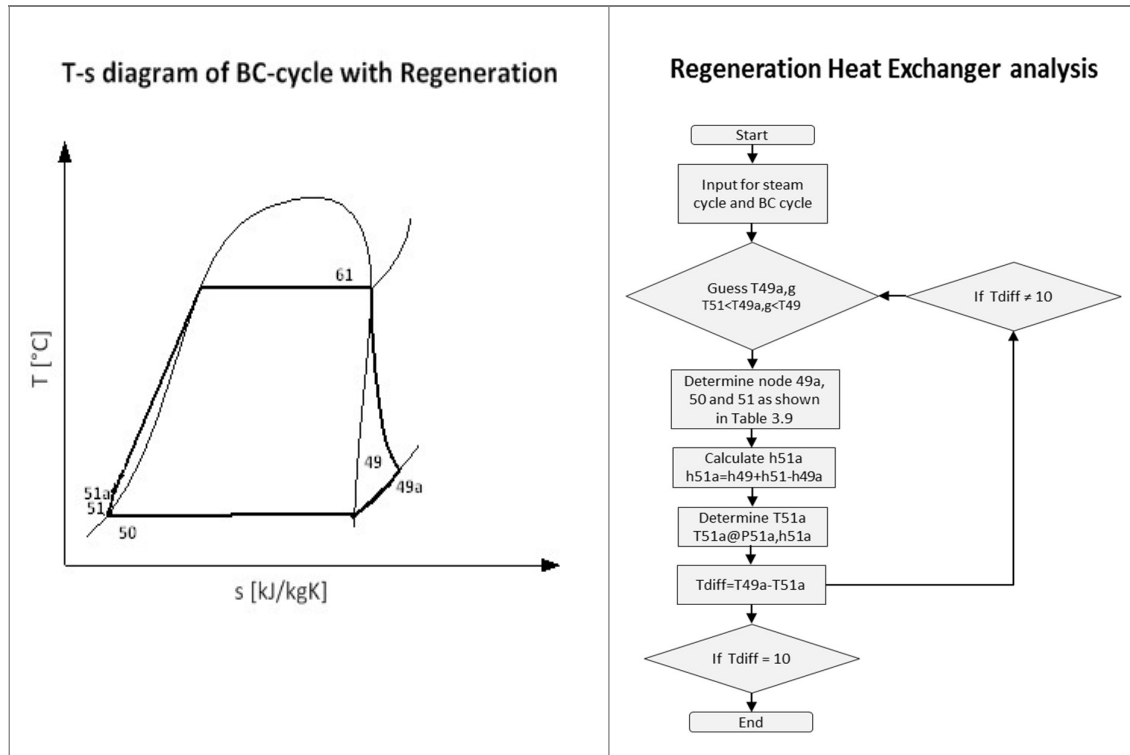 T-s diagram of BC-cycle with Regeneration
T [°C]
61
49
49a
51a
51
50
s [kJ/kgK]
Regeneration Heat Exchanger analysis
Start
Input for steam
cycle and BC cycle
Guess T49a,g
T51<T49a,g<T49
If Tdiff ≠ 10
Determine node 49a,
50 and 51 as shown
in Table 3.9
Calculate h51a
h51a=h49+h51-h49a
Determine T51a
T51a@P51a,h51a
Tdiff=T49a-T51a
If Tdiff = 10
End